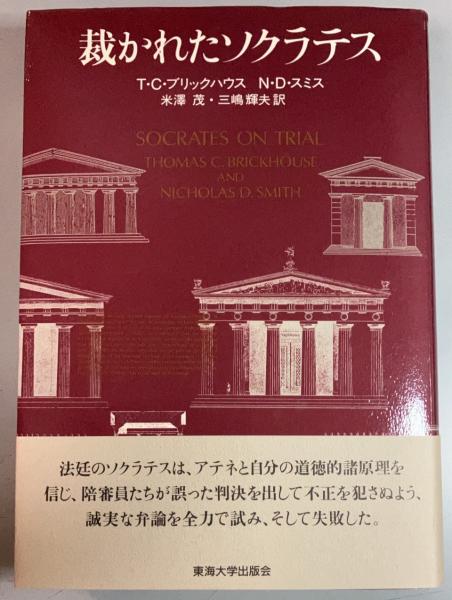 裁かれたソクラテス
T・C・ブリックハウス N・D・スミス
米澤 茂・三嶋輝夫訳
SOCRATES ON TRIAL
THOMAS C. BRICKHOUSE
AND
NICHOLAS D. SMITH
法廷のソクラテスは、アテネと自分の道徳的諸原理を
信じ、陪審員たちが誤った判決を出して不正を犯さぬよう、
誠実な弁論を全力で試み、そして失敗した。
東海大学出版会